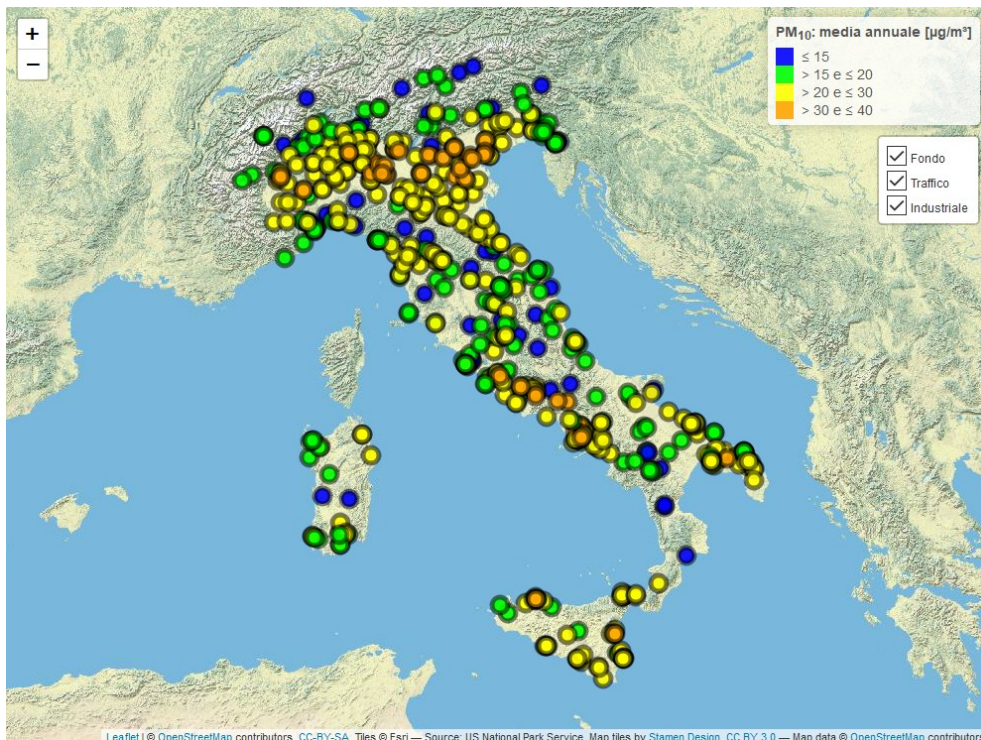 +
−
PM₁₀: media annuale [µg/m³]
≤ 15
> 15 e ≤ 20
> 20 e ≤ 30
> 30 e ≤ 40
Fondo
Traffico
Industriale
Leaflet | © OpenStreetMap contributors, CC-BY-SA, Tiles © Esri — Source: US National Park Service, Map tiles by Stamen Design, CC BY 3.0 — Map data © OpenStreetMap contributors